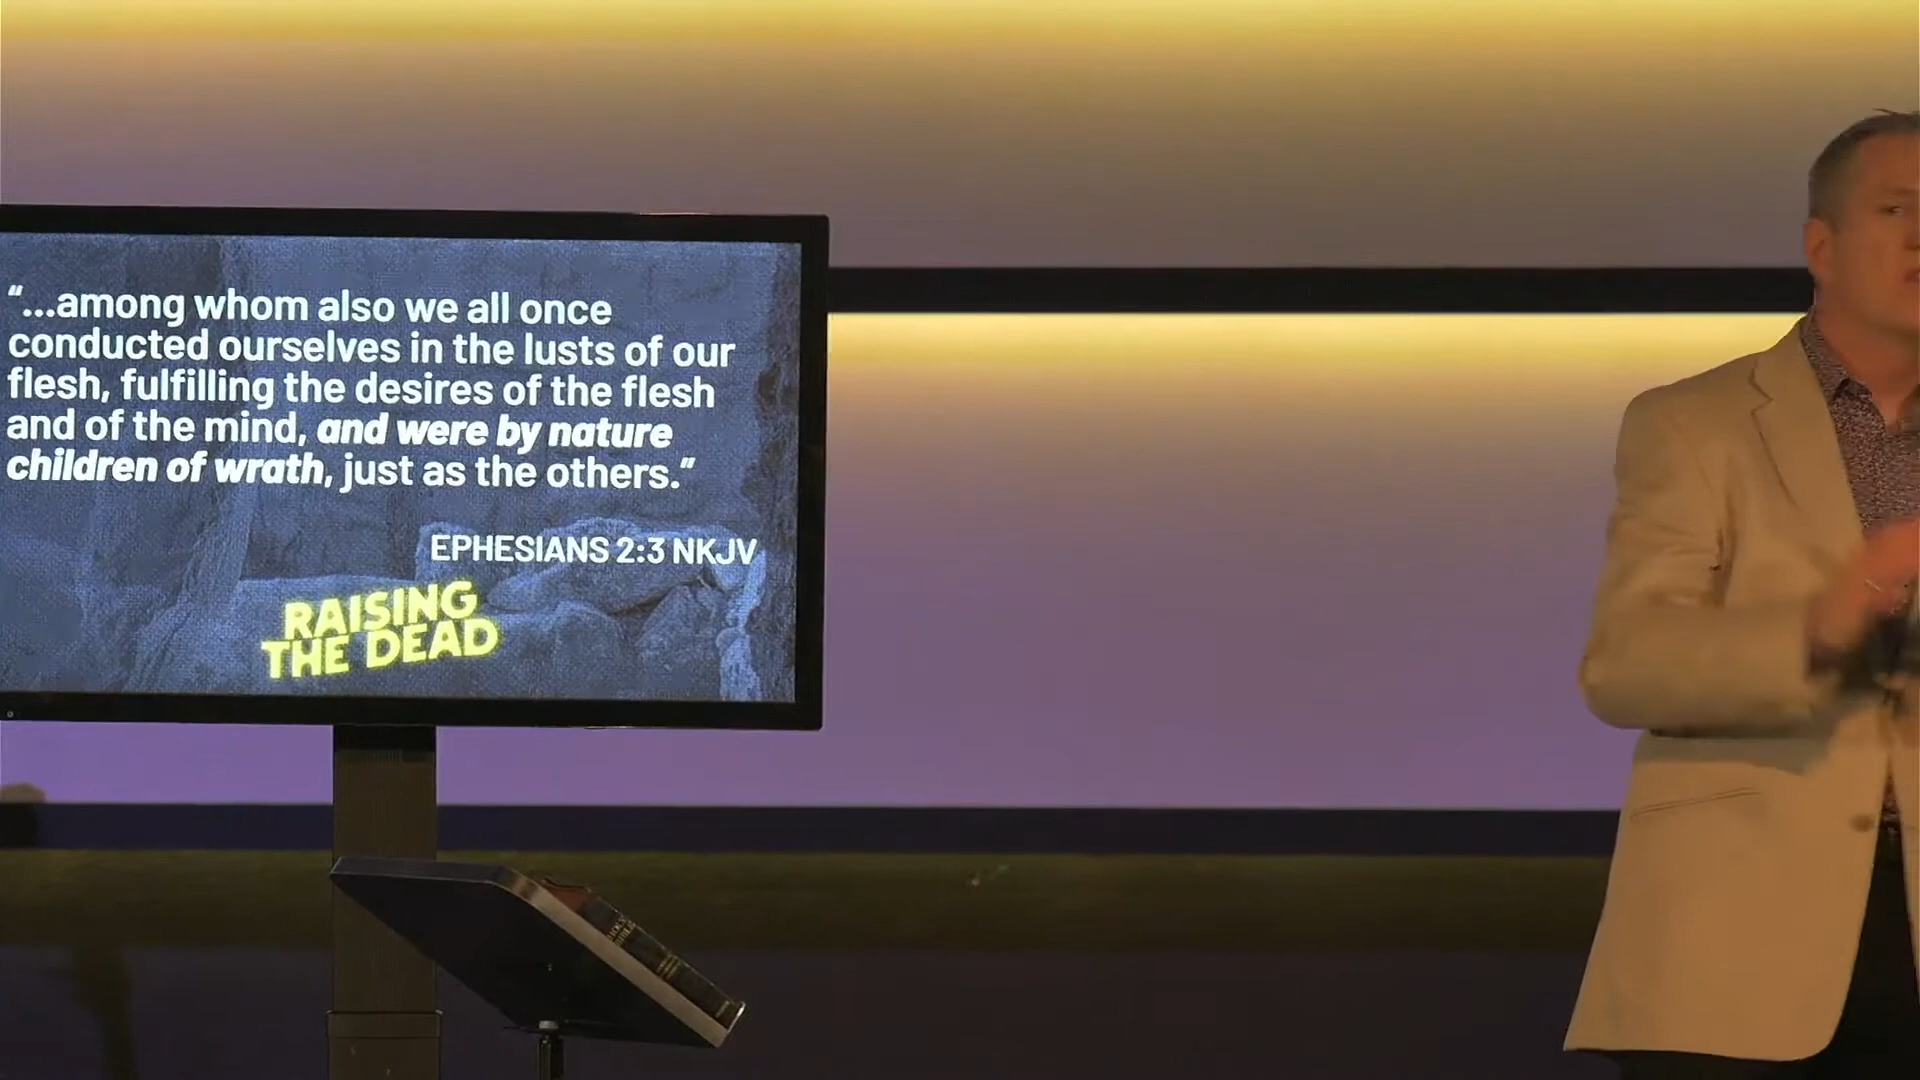 “...among whom also we all once
conducted ourselves in the lusts of our
flesh, fulfilling the desires of the flesh
and of the mind, and were by nature
children of wrath, just as the others.”
EPHESIANS 2:3 NKJV
RAISING
THE DEAD
HOLY
BIBLE